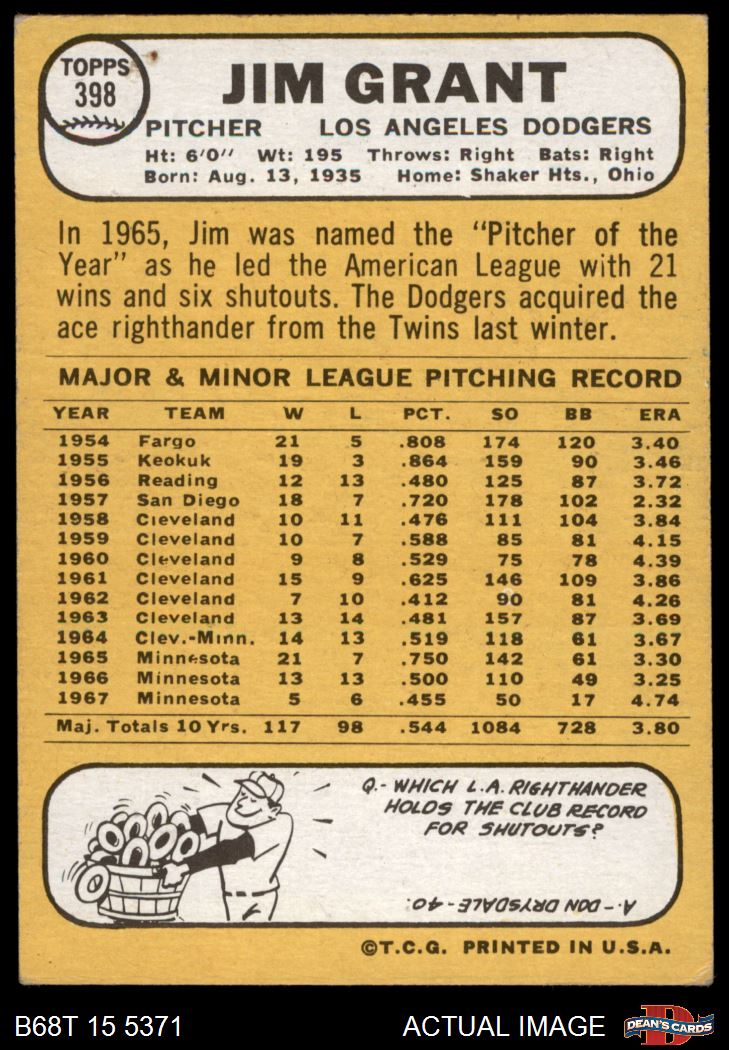 TOPPS
398
JIM GRANT
PITCHER LOS ANGELES DODGERS
Ht: 6'0" Wt: 195 Throws: Right Bats: Right
Born: Aug. 13, 1935 Home: Shaker Hts., Ohio
In 1965, Jim was named the "Pitcher of the
Year" as he led the American League with 21
wins and six shutouts. The Dodgers acquired the
ace righthander from the Twins last winter.
MAJOR & MINOR LEAGUE PITCHING RECORD
YEAR TEAM W L PCT. SO BB ERA
1954 Fargo 21 5 .808 174 120 3.40
1955 Keokuk 19 3 .864 159 90 3.46
1956 Reading 12 13 .480 125 87 3.72
1957 San Diego 18 7 .720 178 102 2.32
1958 Cleveland 10 11 .476 111 104 3.84
1959 Cleveland 10 7 .588 85 81 4.15
1960 Cleveland 9 8 .529 75 78 4.39
1961 Cleveland 15 9 .625 146 109 3.86
1962 Cleveland 7 10 .412 90 81 4.26
1963 Cleveland 13 14 .481 157 87 3.69
1964 Clev.-Minn. 14 13 .519 118 61 3.67
1965 Minnesota 21 7 .750 142 61 3.30
1966 Minnesota 13 13 .500 110 49 3.25
1967 Minnesota 5 6 .455 50 17 4.74
Maj. Totals 10 Yrs. 117 98 .544 1084 728 3.80
Q.- WHICH L.A. RIGHTHANDER
HOLDS THE CLUB RECORD
FOR SHUTOUTS?
A.- DON DRYSDALE - 40.
©T.C.G. PRINTED IN U.S.A.
B68T 15 5371 ACTUAL IMAGE
DEAN'S CARDS